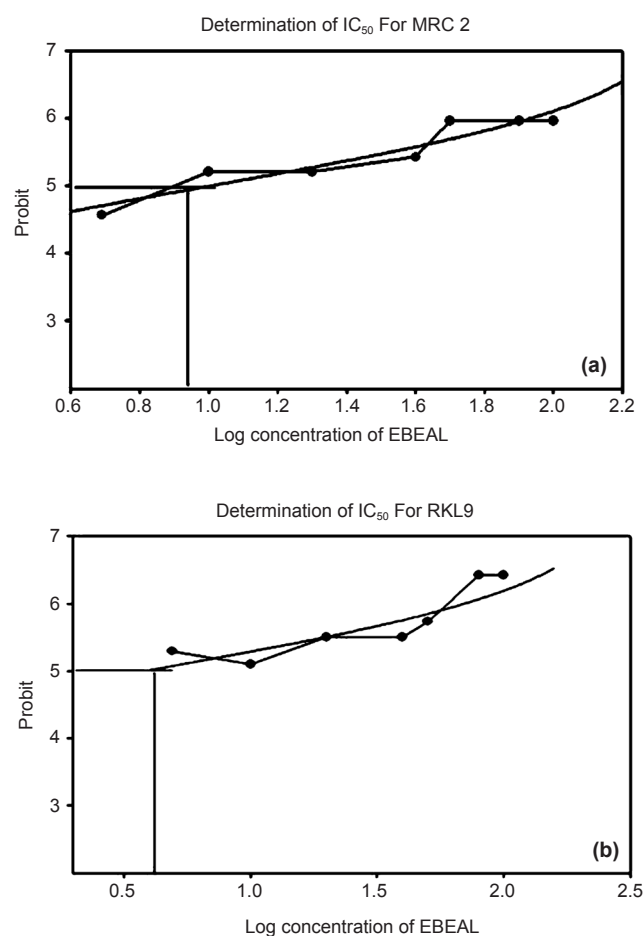 Determination of IC₅₀ For MRC 2
7
6
5
4
3
Probit
(a)
0.6 0.8 1.0 1.2 1.4 1.6 1.8 2.0 2.2
Log concentration of EBEAL
Determination of IC₅₀ For RKL9
7
6
5
4
3
Probit
(b)
0.5 1.0 1.5 2.0 2.5
Log concentration of EBEAL